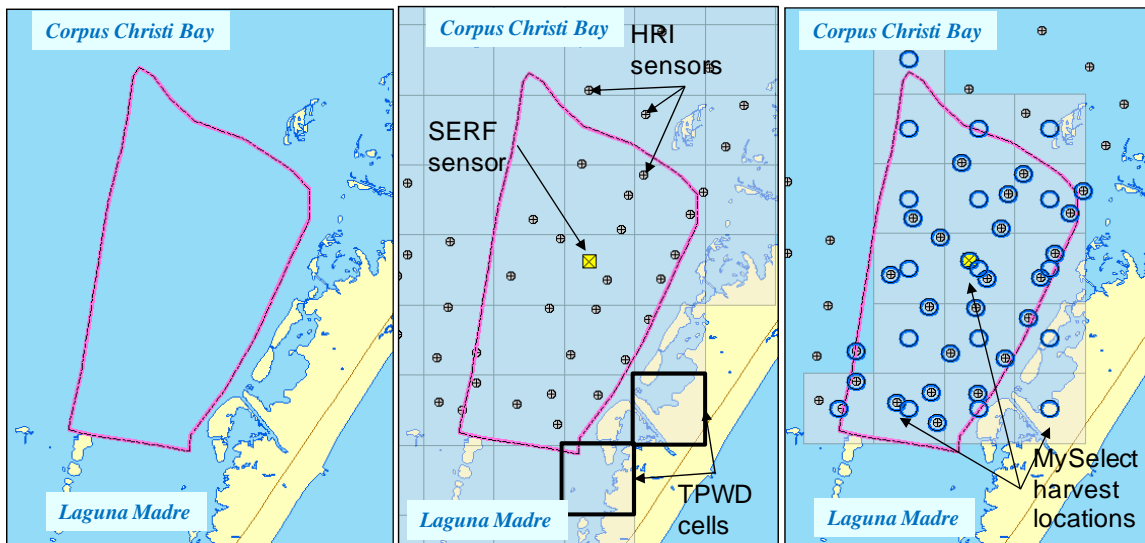 Corpus Christi Bay
Laguna Madre
Corpus Christi Bay
HRI
sensors
SERF
sensor
TPWD
cells
Laguna Madre
Corpus Christi Bay
MySelect
harvest
locations
Laguna Madre